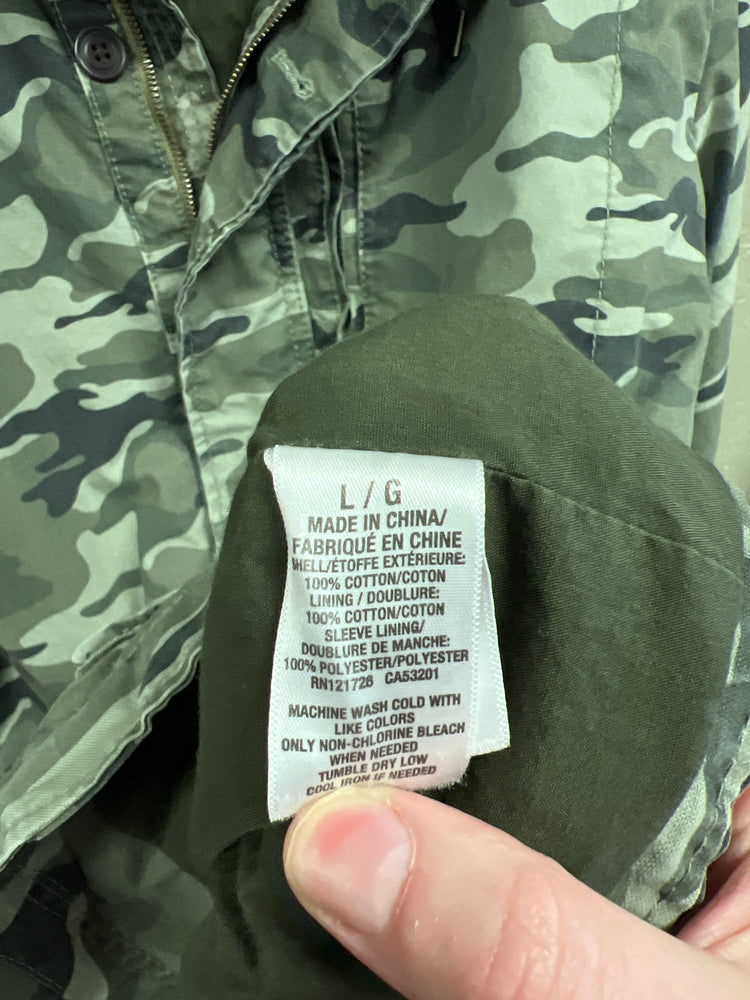 L / G
MADE IN CHINA/
FABRIQUÉ EN CHINE
SHELL/ÉTOFFE EXTÉRIEURE:
100% COTTON/COTON
LINING / DOUBLURE:
100% COTTON/COTON
SLEEVE LINING/
DOUBLURE DE MANCHE:
100% POLYESTER/POLYESTER
RN121726 CA53201
MACHINE WASH COLD WITH
LIKE COLORS
ONLY NON-CHLORINE BLEACH
WHEN NEEDED
TUMBLE DRY LOW
COOL IRON IF NEEDED